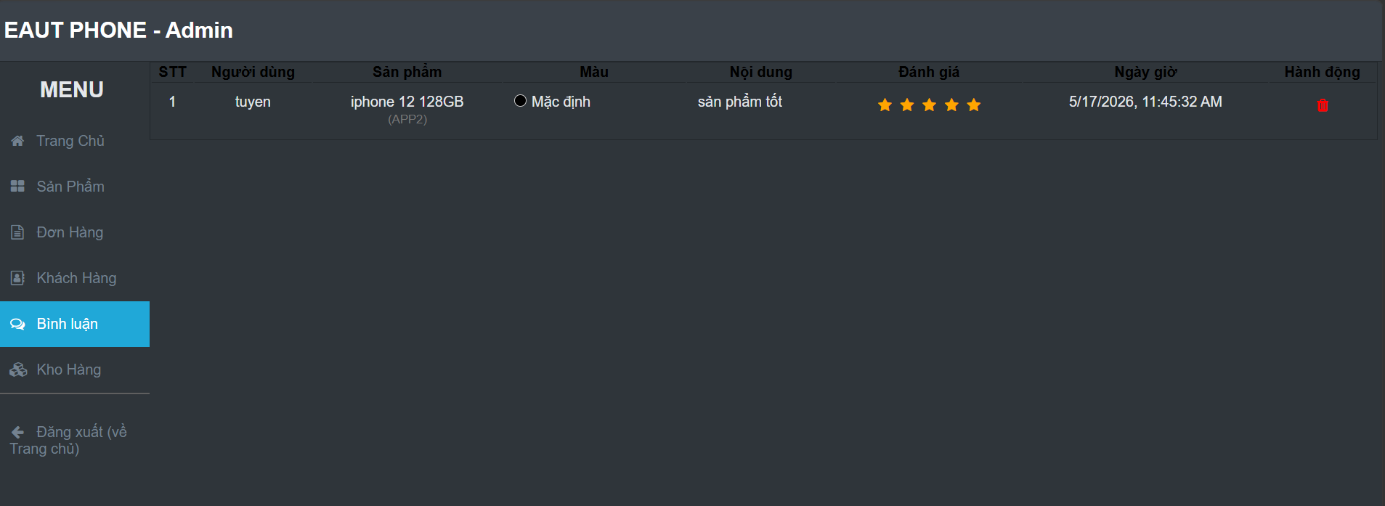 EAUT PHONE - Admin
MENU
Trang Chủ
Sản Phẩm
Đơn Hàng
Khách Hàng
Bình luận
Kho Hàng
Đăng xuất (về
Trang chủ)
STT Người dùng Sản phẩm Màu Nội dung Đánh giá Ngày giờ Hành động
1 tuyen iphone 12 128GB Mặc định sản phẩm tốt 5/17/2026, 11:45:32 AM
(APP2)